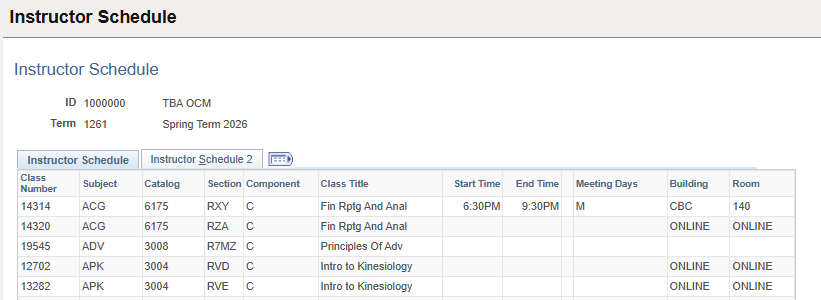 Instructor Schedule
Instructor Schedule
ID 1000000 TBA OCM
Term 1261 Spring Term 2026
Instructor Schedule Instructor Schedule 2
Class Number Subject Catalog Section Component Class Title Start Time End Time Meeting Days Building Room
14314 ACG 6175 RXY C Fin Rptg And Anal 6:30PM 9:30PM M CBC 140
14320 ACG 6175 RZA C Fin Rptg And Anal ONLINE ONLINE
19545 ADV 3008 R7MZ C Principles Of Adv
12702 APK 3004 RVD C Intro to Kinesiology ONLINE ONLINE
13282 APK 3004 RVE C Intro to Kinesiology ONLINE ONLINE